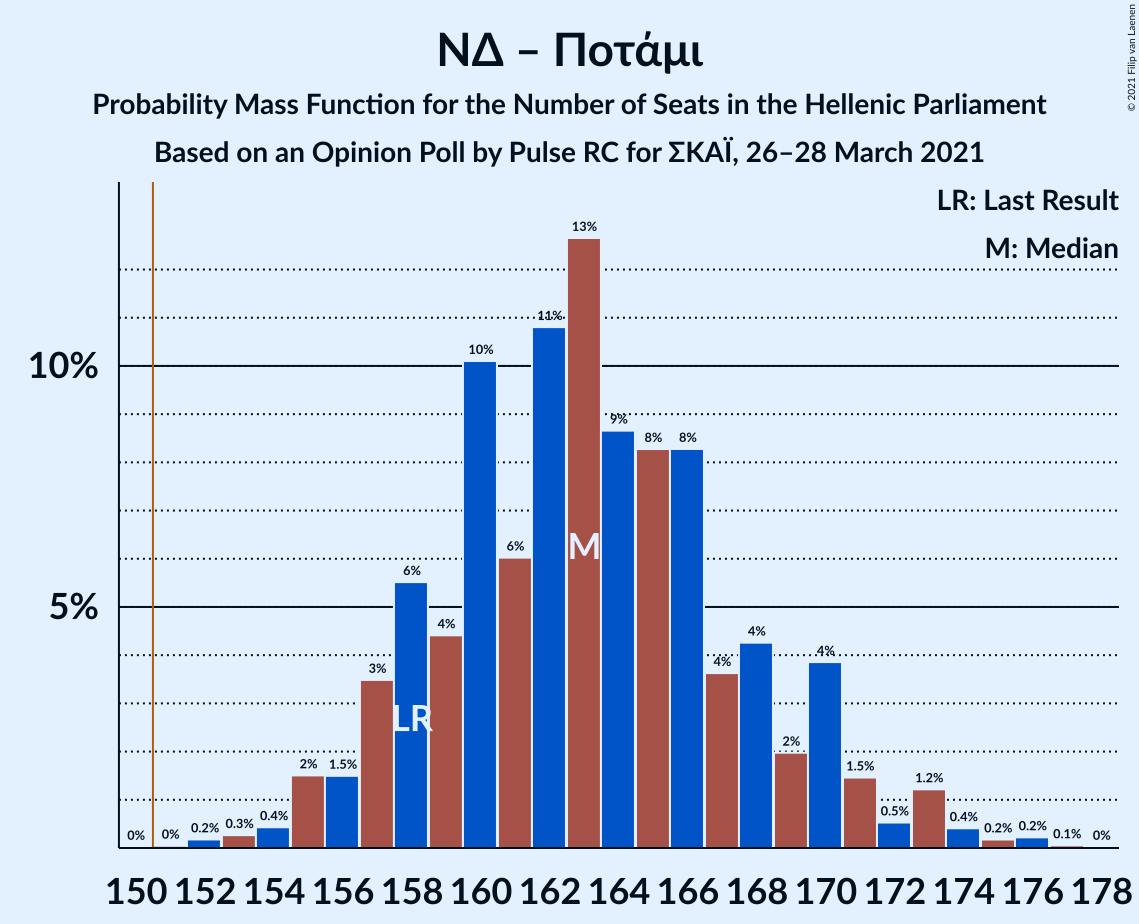 ΝΔ – Ποτάμι
Probability Mass Function for the Number of Seats in the Hellenic Parliament
Based on an Opinion Poll by Pulse RC for ΣΚΑΪ, 26–28 March 2021
© 2021 Filip van Laenen
LR: Last Result
M: Median
10%
5%
0% 0% 0.2% 0.3% 0.4% 2% 1.5% 3% 6% 4% 10% 6% 11% 13% 9% 8% 8% 4% 4% 2% 4% 1.5% 0.5% 1.2% 0.4% 0.2% 0.2% 0.1% 0%
M
LR
150 152 154 156 158 160 162 164 166 168 170 172 174 176 178